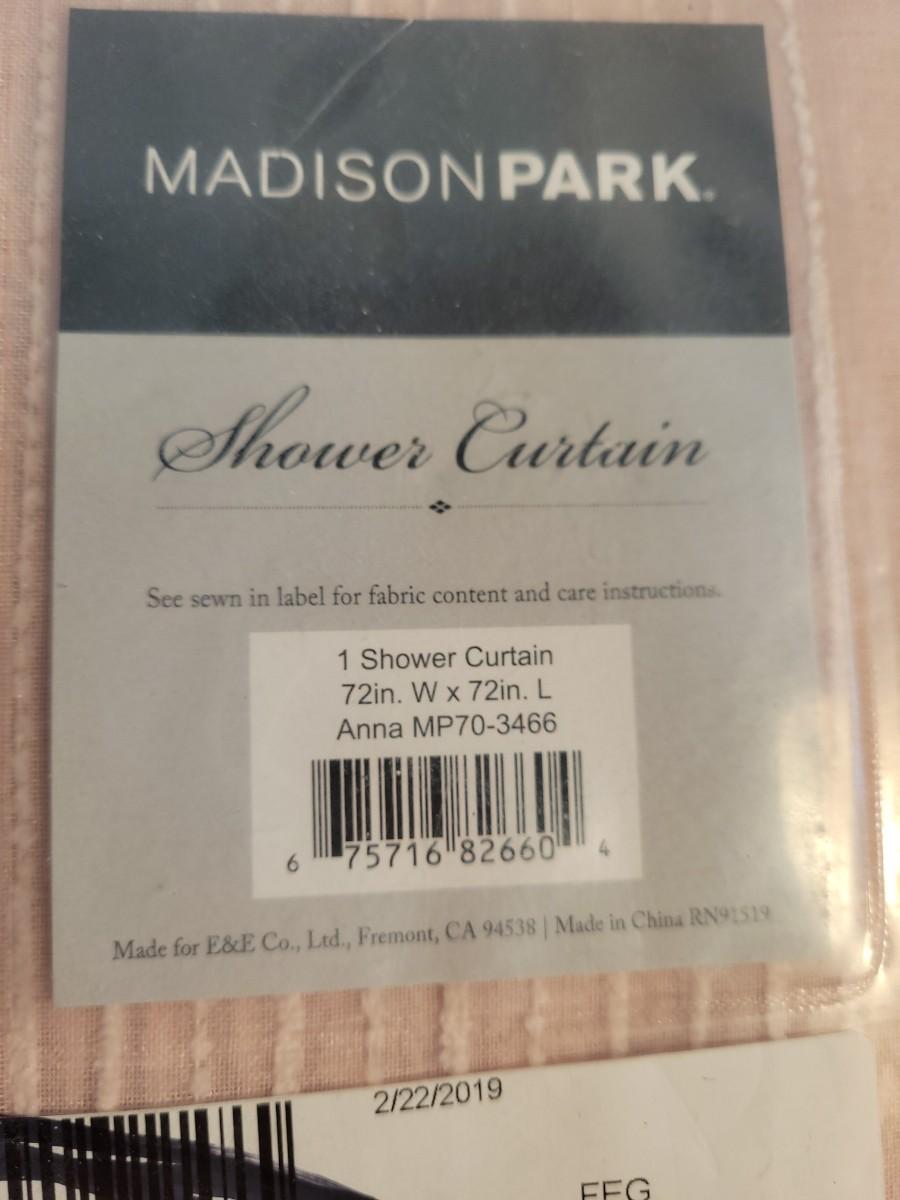 MADISONPARK®
Shower Curtain
See sewn in label for fabric content and care instructions.
1 Shower Curtain
72in. W x 72in. L
Anna MP70-3466
6 75716 82660 4
Made for E&E Co., Ltd., Fremont, CA 94538 | Made in China RN91519
2/22/2019